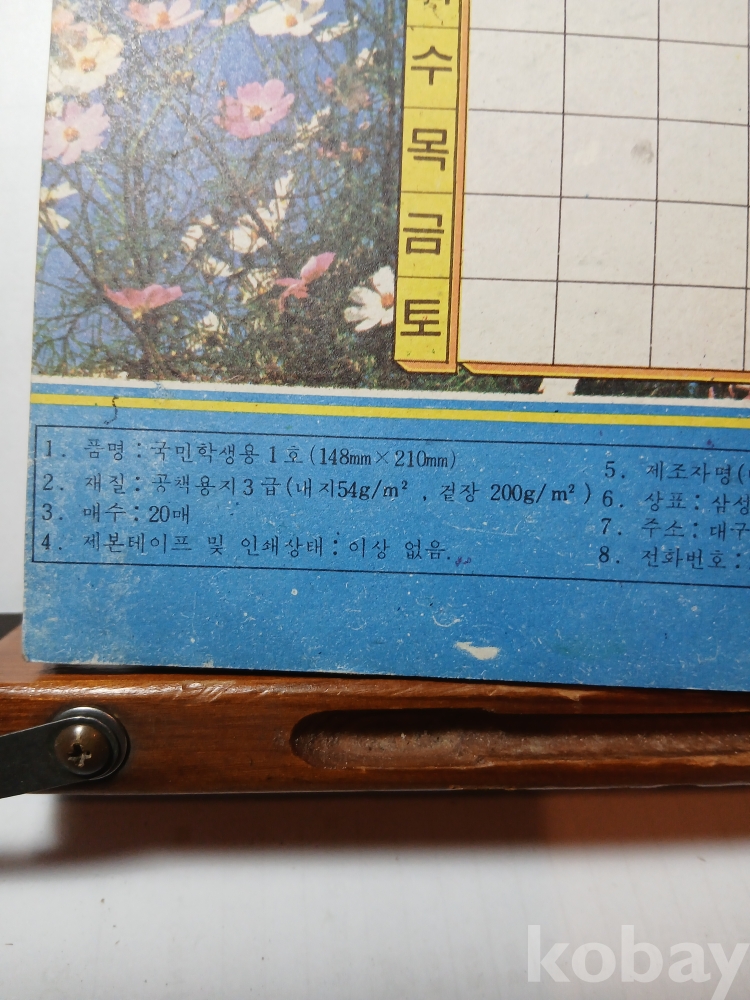 수
목
금
토
1. 품명 : 국민학생용 1호(148mm×210mm)
2. 재질 : 공책용지3급(내지54g/m² , 겉장 200g/m²)
3. 매수 : 20매
4. 제본테이프 및 인쇄상태 : 이상 없음.
5. 제조자명(
6. 상표 : 삼성
7. 주소 : 대구
8. 전화번호 :
kobay